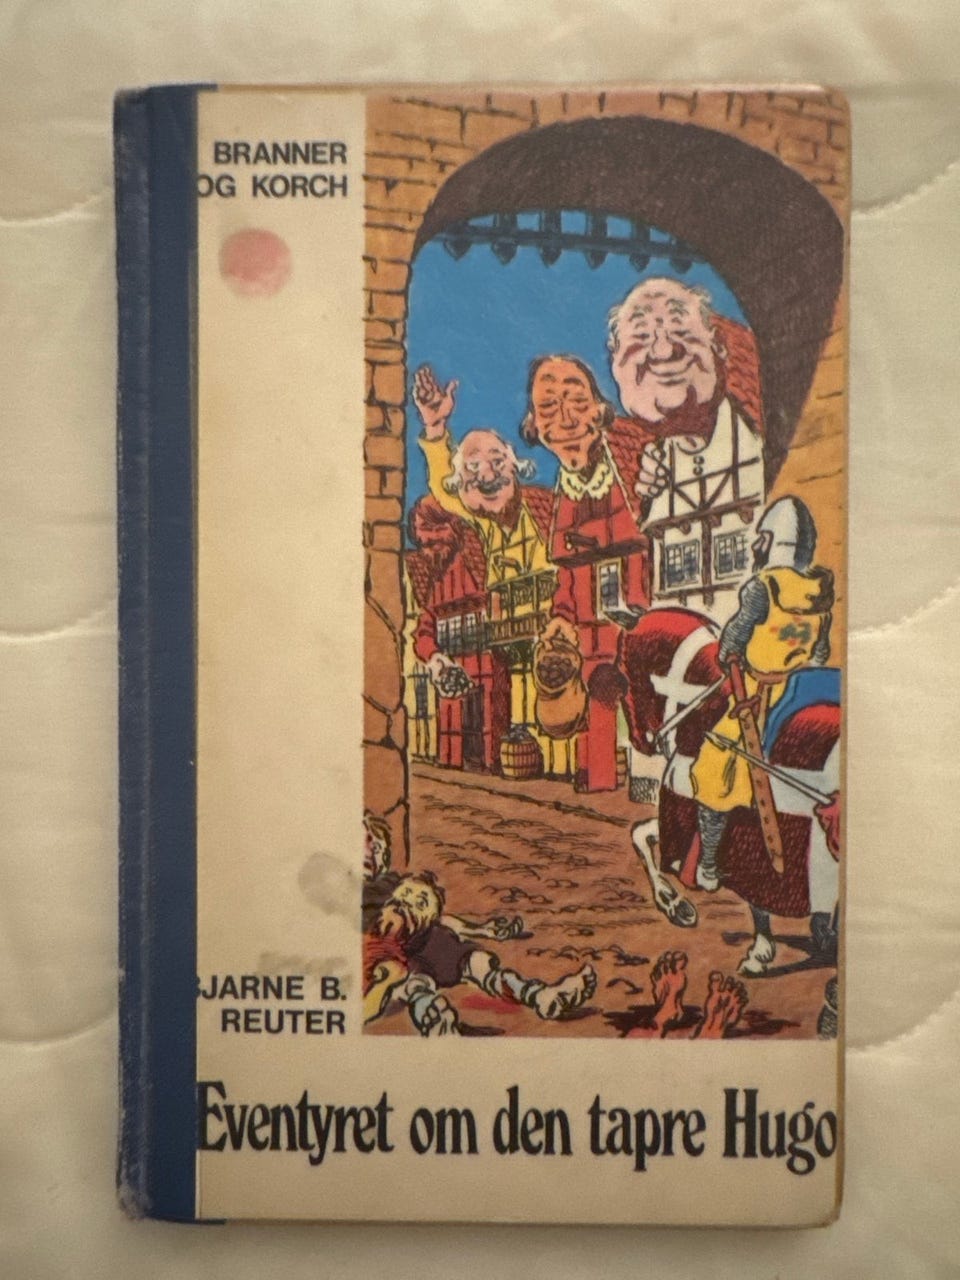 BRANNER
OG KORCH
BJARNE B.
REUTER
Eventyret om den tapre Hugo